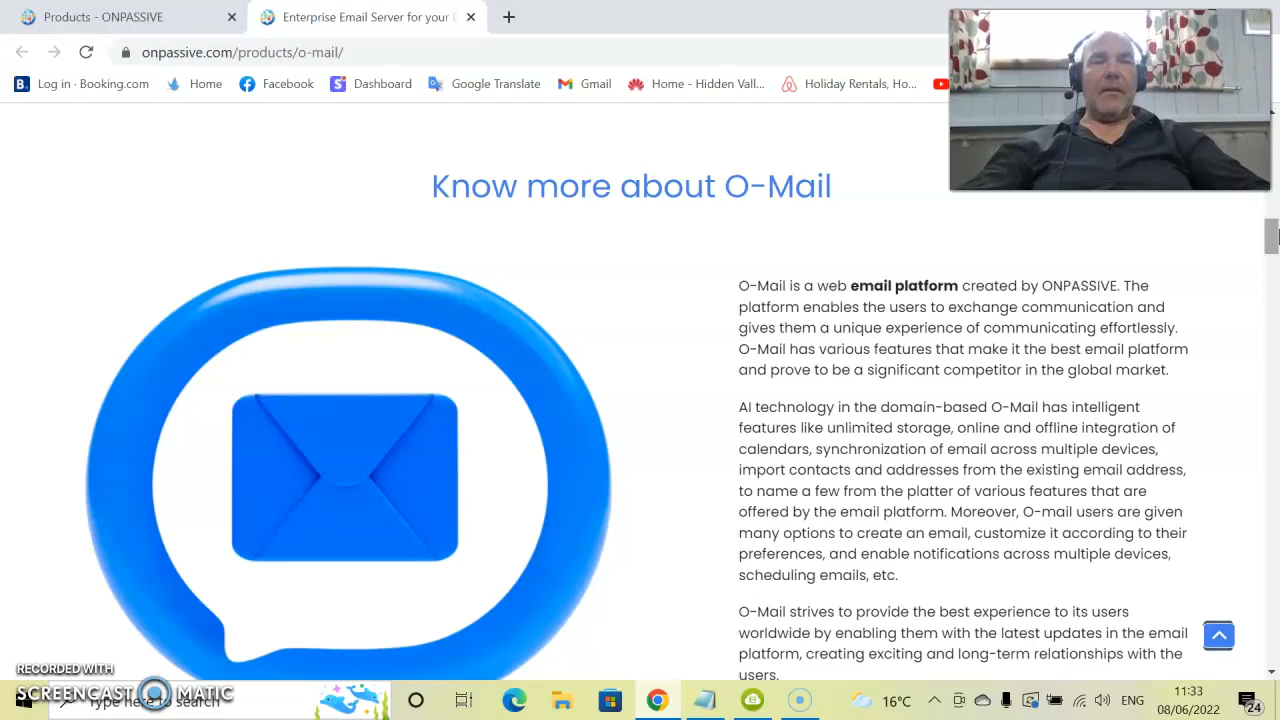 Products - ONPASSIVE
Enterprise Email Server for your
onpassive.com/products/o-mail/
B. Log in - Booking.com
Home
Facebook
Dashboard
Google Translate
Gmail
Home - Hidden Vall...
Holiday Rentals, Ho...
Know more about O-Mail
O-Mail is a web email platform created by ONPASSIVE. The
platform enables the users to exchange communication and
gives them a unique experience of communicating effortlessly.
O-Mail has various features that make it the best email platform
and prove to be a significant competitor in the global market.
AI technology in the domain-based O-Mail has intelligent
features like unlimited storage, online and offline integration of
calendars, synchronization of email across multiple devices,
import contacts and addresses from the existing email address,
to name a few from the platter of various features that are
offered by the email platform. Moreover, O-mail users are given
many options to create an email, customize it according to their
preferences, and enable notifications across multiple devices,
scheduling emails, etc.
O-Mail strives to provide the best experience to its users
worldwide by enabling them with the latest updates in the email
platform, creating exciting and long-term relationships with the
users.
RECORDED WITH
SCREENCAST MATIC
Type here to search
16°C
ENG
11:33
08/06/2022
24